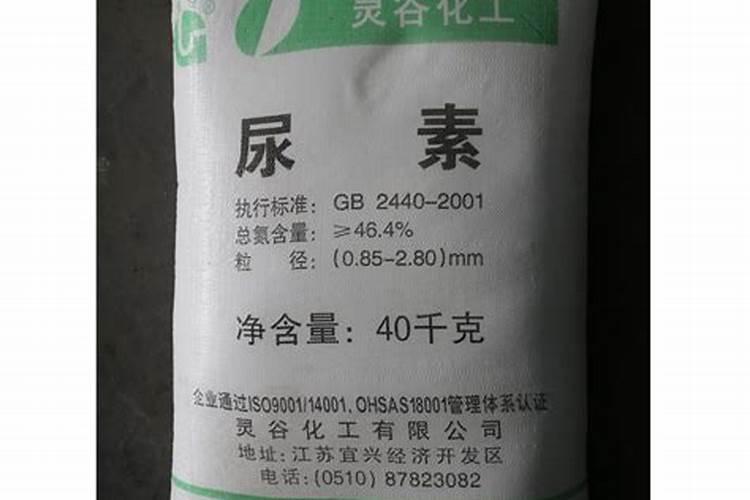 G®
灵谷化工
尿 素
执行标准: GB 2440-2001
总氮含量: ≥46.4%
粒 径: (0.85-2.80)mm
净含量: 40千克
企业通过ISO9001/14001、OHSAS18001管理体系认证
灵谷化工有限公司
地址:江苏宜兴经济开发区
电话:(0510) 87823082